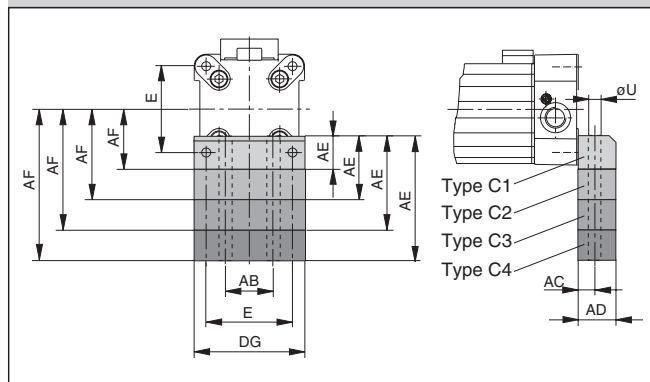 E
AF
AF
AF
AF
AE
AE
AE
AE
AB
E
DG
øU
Type C1
Type C2
Type C3
Type C4
AC
AD